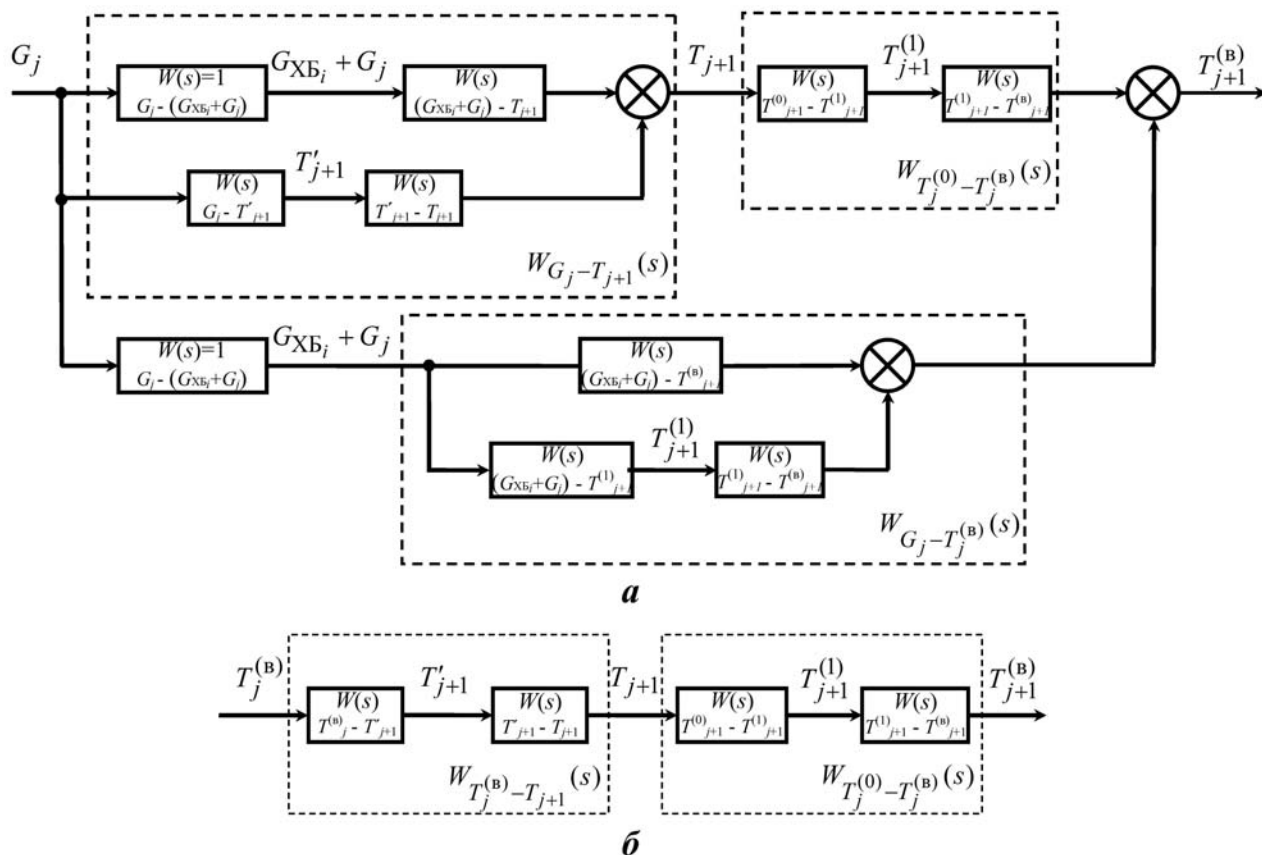 G_j
W(s)=1
G_j - (G_ХБ_i+G_j)
G_ХБ_i + G_j
W(s)
(G_ХБ_i+G_j) - T_j+1
T_j+1
W(s)
T^(0)_j+1 - T^(1)_j+1
T^(1)_j+1
W(s)
T^(1)_j+1 - T^(в)_j+1
T^(в)_j+1
W(s)
G_j - T'_j+1
T'_j+1
W(s)
T'_j+1 - T_j+1
W_G_j–T_j+1(s)
W_T_j^(0)–T_j^(в)(s)
W(s)=1
G_j - (G_ХБ_i+G_j)
G_ХБ_i + G_j
W(s)
(G_ХБ_i+G_j) - T^(в)_j+1
W(s)
(G_ХБ_i+G_j) - T^(1)_j+1
T^(1)_j+1
W(s)
T^(1)_j+1 - T^(в)_j+1
W_G_j–T_j^(в)(s)
а
T_j^(в)
W(s)
T^(в)_j - T'_j+1
T'_j+1
W(s)
T'_j+1 - T_j+1
T_j+1
W(s)
T^(0)_j+1 - T^(1)_j+1
T^(1)_j+1
W(s)
T^(1)_j+1 - T^(в)_j+1
T^(в)_j+1
W_T_j^(в)–T_j+1(s)
W_T_j^(0)–T_j^(в)(s)
б